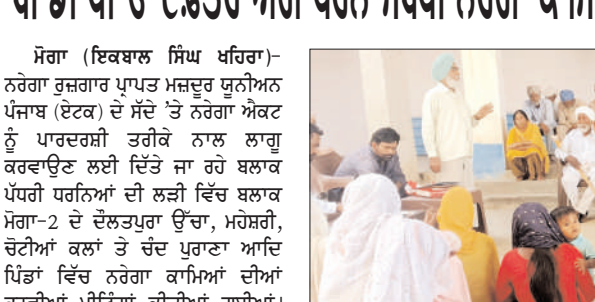 ਮੋਗਾ (ਇਕਬਾਲ ਸਿੰਘ ਖਹਿਰਾ)-
ਨਰੇਗਾ ਰੁਜ਼ਗਾਰ ਪ੍ਰਾਪਤ ਮਜ਼ਦੂਰ ਯੂਨੀਅਨ
ਪੰਜਾਬ (ਏਟਕ) ਦੇ ਸੱਦੇ ’ਤੇ ਨਰੇਗਾ ਐਕਟ
ਨੂੰ ਪਾਰਦਰਸ਼ੀ ਤਰੀਕੇ ਨਾਲ ਲਾਗੂ
ਕਰਵਾਉਣ ਲਈ ਦਿੱਤੇ ਜਾ ਰਹੇ ਬਲਾਕ
ਪੱਧਰੀ ਧਰਨਿਆਂ ਦੀ ਲੜੀ ਵਿੱਚ ਬਲਾਕ
ਮੋਗਾ-2 ਦੇ ਦੌਲਤਪੁਰਾ ਉੱਚਾ, ਮਹੇਸ਼ਰੀ,
ਚੋਟੀਆਂ ਕਲਾਂ ਤੇ ਚੰਦ ਪੁਰਾਣਾ ਆਦਿ
ਪਿੰਡਾਂ ਵਿੱਚ ਨਰੇਗਾ ਕਾਮਿਆਂ ਦੀਆਂ